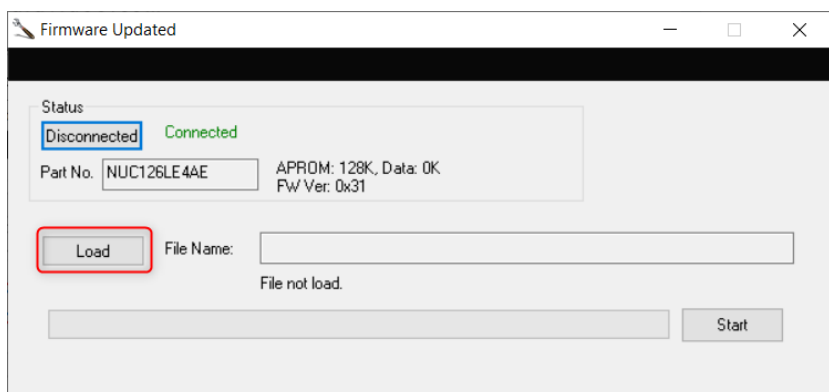 Firmware Updated
Status
Disconnected Connected
Part No. NUC126LE4AE APROM: 128K, Data: 0K
FW Ver: 0x31
Load File Name:
File not load.
Start